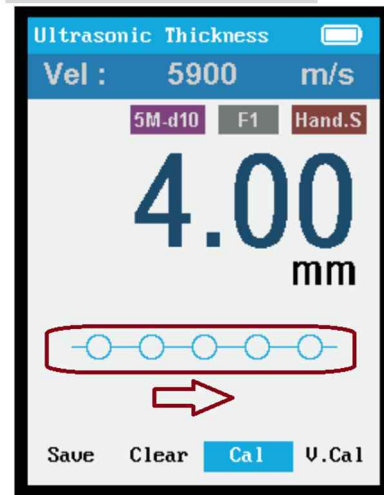 Ultrasonic Thickness
Vel : 5900 m/s
5M-d10 F1 Hand.S
4.00
mm
Save Clear Cal V.Cal